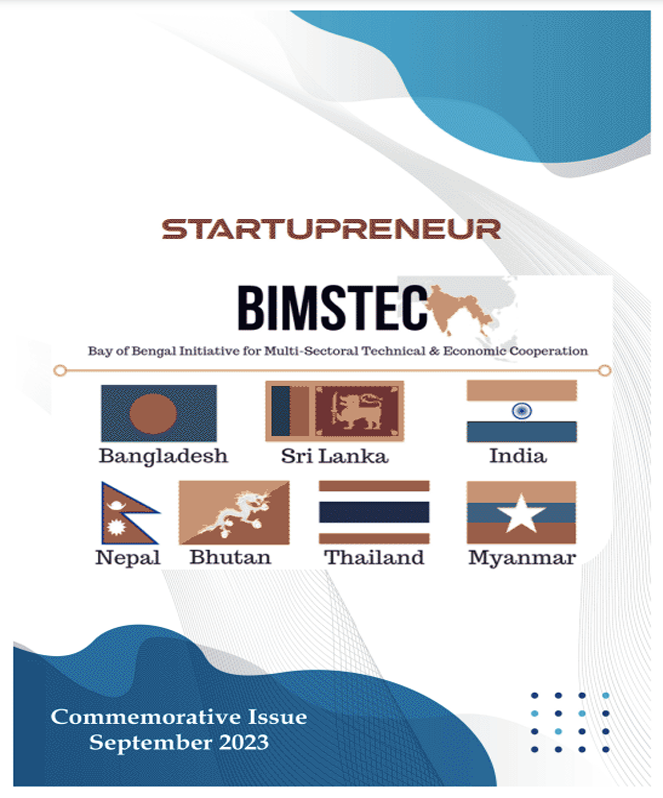 STARTUPRENEUR
BIMSTEC
Bay of Bengal Initiative for Multi-Sectoral Technical & Economic Cooperation
Bangladesh
Sri Lanka
India
Nepal
Bhutan
Thailand
Myanmar
Commemorative Issue
September 2023